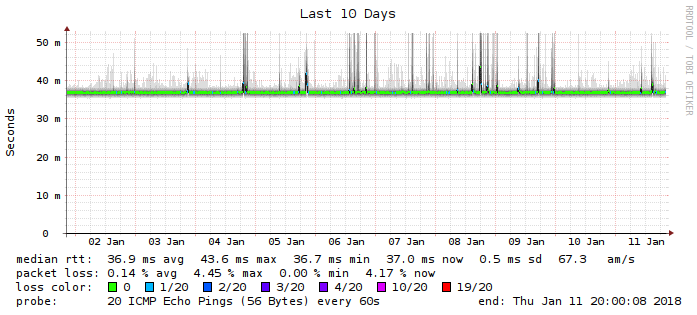 Last 10 Days
RRDTOOL / TOBI OETIKER
Seconds
50 m
40 m
30 m
20 m
10 m
0
02 Jan 03 Jan 04 Jan 05 Jan 06 Jan 07 Jan 08 Jan 09 Jan 10 Jan 11 Jan
median rtt: 36.9 ms avg 43.6 ms max 36.7 ms min 37.0 ms now 0.5 ms sd 67.3 am/s
packet loss: 0.14 % avg 4.45 % max 0.00 % min 4.17 % now
loss color: 0 1/20 2/20 3/20 4/20 10/20 19/20
probe: 20 ICMP Echo Pings (56 Bytes) every 60s end: Thu Jan 11 20:00:08 2018